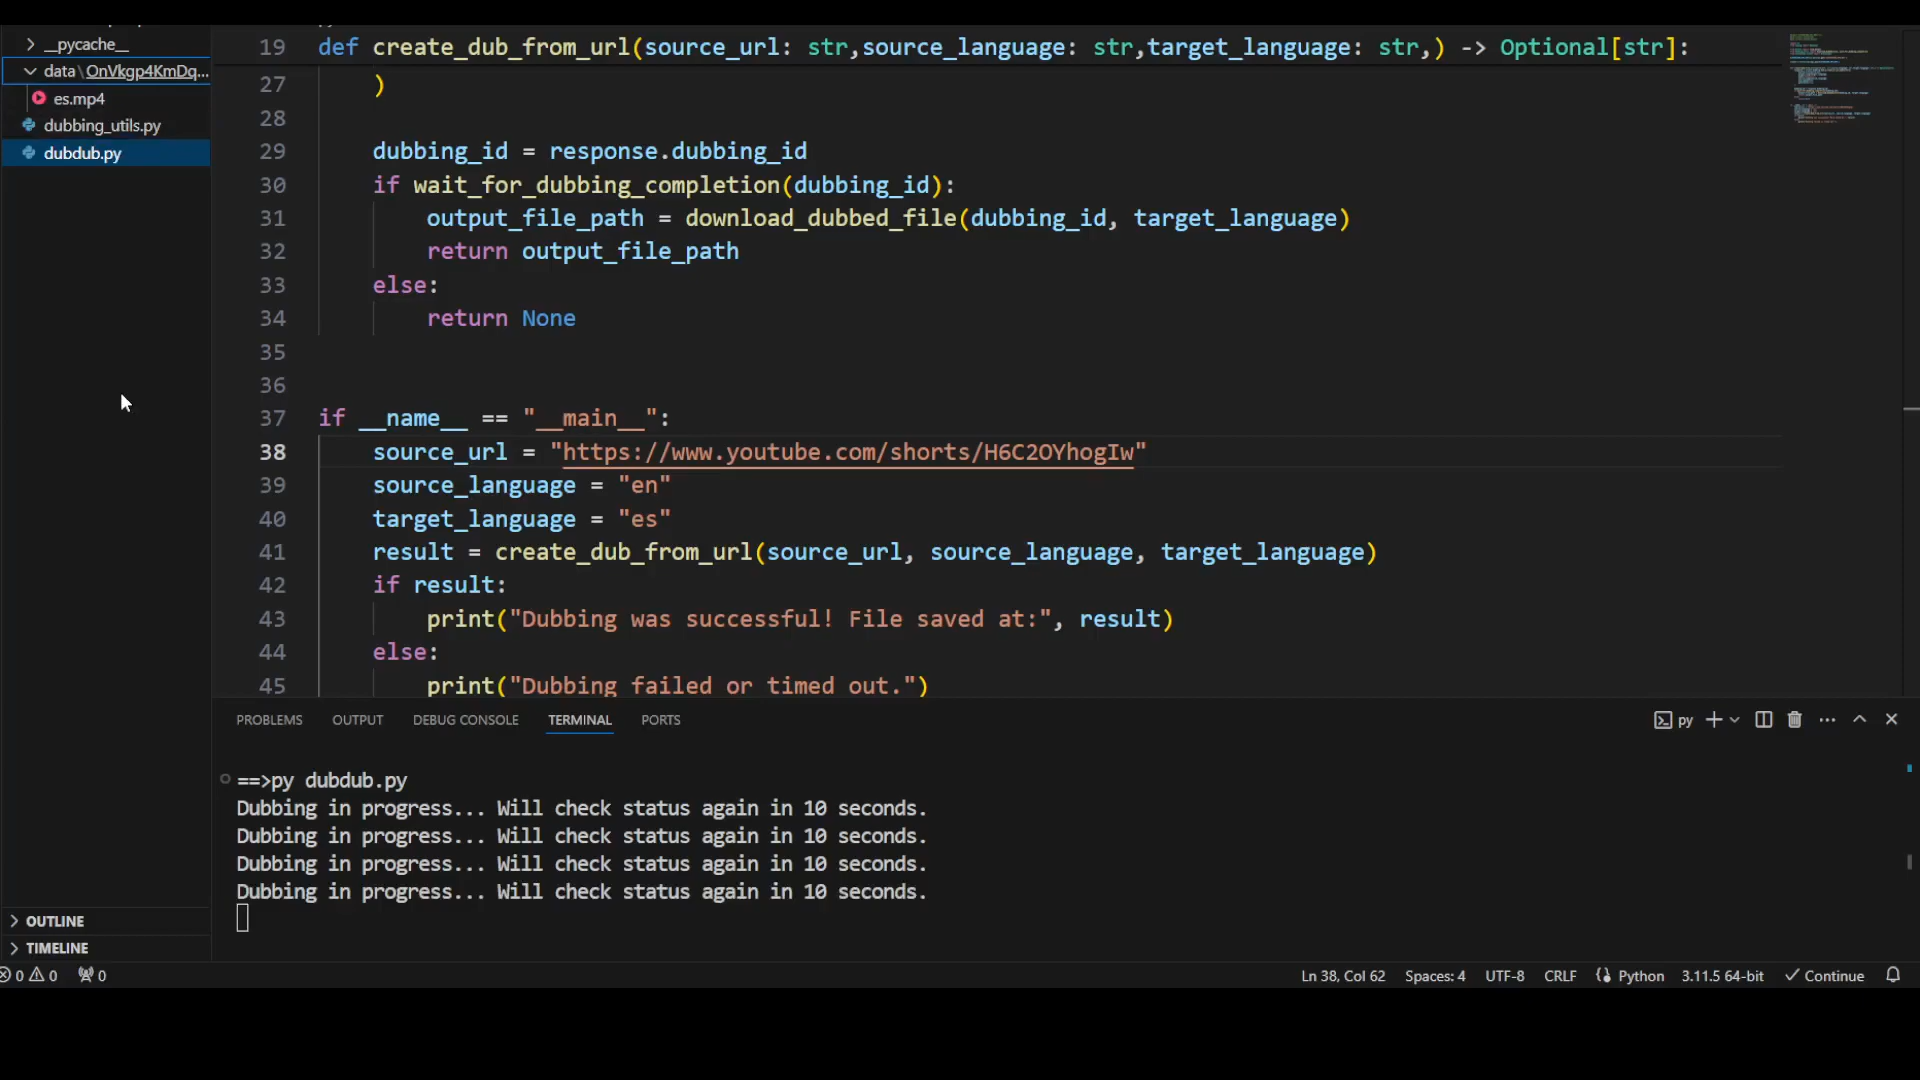 __pycache__
data\OnVkgp4KmDq...
es.mp4
dubbing_utils.py
dubdub.py
OUTLINE
TIMELINE
19 def create_dub_from_url(source_url: str,source_language: str,target_language: str,) -> Optional[str]:
27 )
28
29 dubbing_id = response.dubbing_id
30 if wait_for_dubbing_completion(dubbing_id):
31 output_file_path = download_dubbed_file(dubbing_id, target_language)
32 return output_file_path
33 else:
34 return None
35
36
37 if __name__ == "__main__":
38 source_url = "https://www.youtube.com/shorts/H6C2OYhogIw"
39 source_language = "en"
40 target_language = "es"
41 result = create_dub_from_url(source_url, source_language, target_language)
42 if result:
43 print("Dubbing was successful! File saved at:", result)
44 else:
45 print("Dubbing failed or timed out.")
PROBLEMS OUTPUT DEBUG CONSOLE TERMINAL PORTS py
==>py dubdub.py
Dubbing in progress... Will check status again in 10 seconds.
Dubbing in progress... Will check status again in 10 seconds.
Dubbing in progress... Will check status again in 10 seconds.
Dubbing in progress... Will check status again in 10 seconds.
0 0 0 Ln 38, Col 62 Spaces: 4 UTF-8 CRLF Python 3.11.5 64-bit Continue